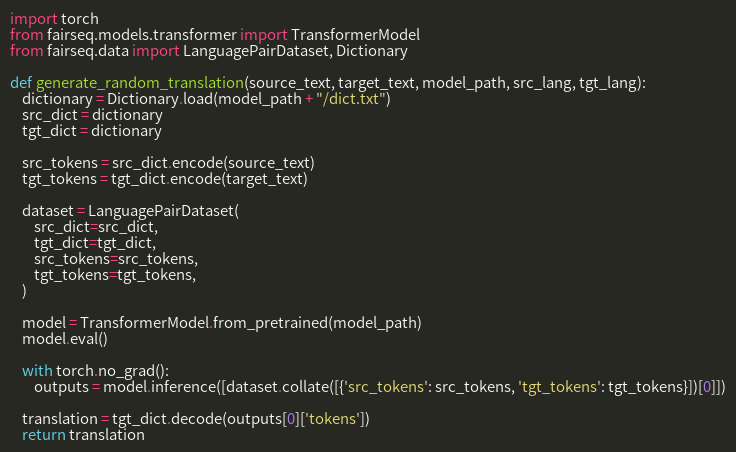 import torch
from fairseq.models.transformer import TransformerModel
from fairseq.data import LanguagePairDataset, Dictionary

def generate_random_translation(source_text, target_text, model_path, src_lang, tgt_lang):
    dictionary = Dictionary.load(model_path + "/dict.txt")
    src_dict = dictionary
    tgt_dict = dictionary

    src_tokens = src_dict.encode(source_text)
    tgt_tokens = tgt_dict.encode(target_text)

    dataset = LanguagePairDataset(
        src_dict=src_dict,
        tgt_dict=tgt_dict,
        src_tokens=src_tokens,
        tgt_tokens=tgt_tokens,
    )

    model = TransformerModel.from_pretrained(model_path)
    model.eval()

    with torch.no_grad():
        outputs = model.inference([dataset.collate([{'src_tokens': src_tokens, 'tgt_tokens': tgt_tokens}])[0]])

    translation = tgt_dict.decode(outputs[0]['tokens'])
    return translation